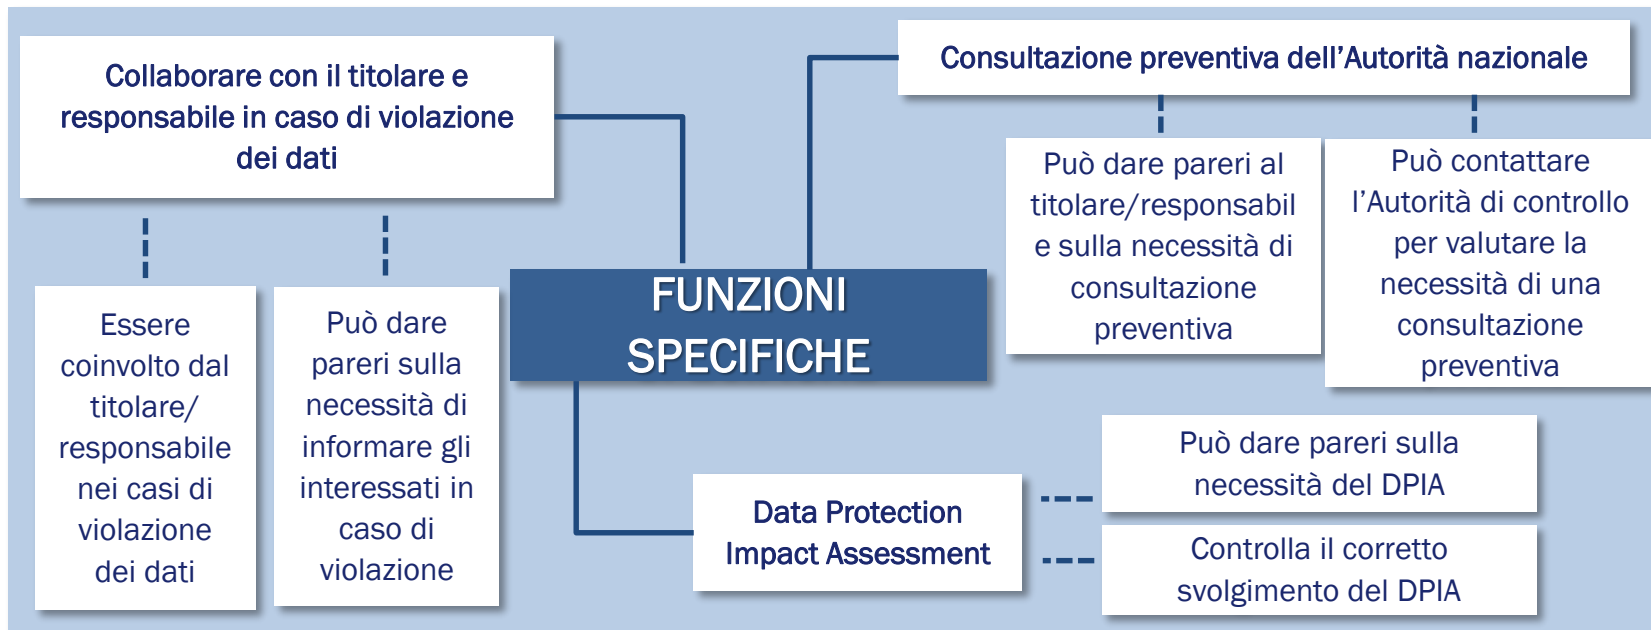 Collaborare con il titolare e
responsabile in caso di violazione
dei dati
Essere
coinvolto dal
titolare/
responsabile
nei casi di
violazione
dei dati
Può dare
pareri sulla
necessità di
informare gli
interessati in
caso di
violazione
FUNZIONI
SPECIFICHE
Consultazione preventiva dell'Autorità nazionale
Può dare pareri al
titolare/responsabil
e sulla necessità di
consultazione
preventiva
Può contattare
l'Autorità di controllo
per valutare la
necessità di una
consultazione
preventiva
Data Protection
Impact Assessment
Può dare pareri sulla
necessità del DPIA
Controlla il corretto
svolgimento del DPIA